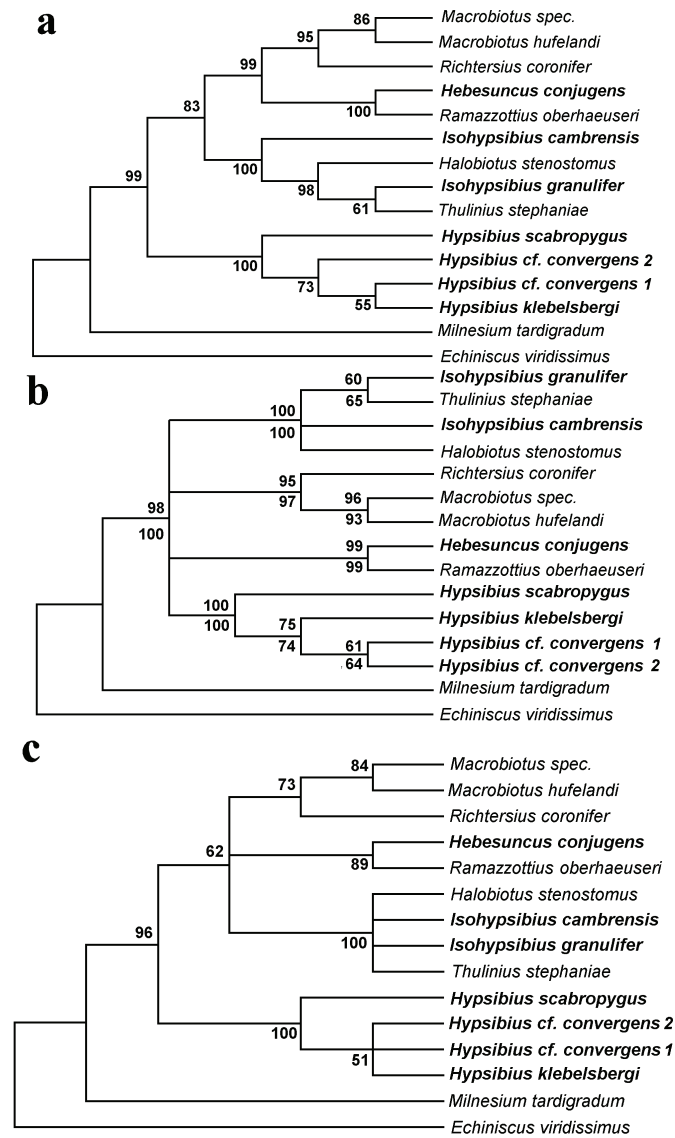 a
86
Macrobiotus spec.
95
Macrobiotus hufelandi
99
Richtersius coronifer
Hebesuncus conjugens
83
100
Ramazzottius oberhaeuseri
Isohypsibius cambrensis
100
Halobiotus stenostomus
99
98
Isohypsibius granulifer
61
Thulinius stephaniae
Hypsibius scabropygus
100
Hypsibius cf. convergens 2
73
Hypsibius cf. convergens 1
55
Hypsibius klebelsbergi
Milnesium tardigradum
Echiniscus viridissimus
b
60
Isohypsibius granulifer
65
Thulinius stephaniae
100
100
Isohypsibius cambrensis
Halobiotus stenostomus
95
Richtersius coronifer
97
96
Macrobiotus spec.
93
Macrobiotus hufelandi
98
100
99
Hebesuncus conjugens
99
Ramazzottius oberhaeuseri
100
Hypsibius scabropygus
100
75
Hypsibius klebelsbergi
74
61
Hypsibius cf. convergens 1
64
Hypsibius cf. convergens 2
Milnesium tardigradum
Echiniscus viridissimus
c
84
Macrobiotus spec.
73
Macrobiotus hufelandi
Richtersius coronifer
62
Hebesuncus conjugens
89
Ramazzottius oberhaeuseri
Halobiotus stenostomus
Isohypsibius cambrensis
96
100
Isohypsibius granulifer
Thulinius stephaniae
Hypsibius scabropygus
100
Hypsibius cf. convergens 2
Hypsibius cf. convergens 1
51
Hypsibius klebelsbergi
Milnesium tardigradum
Echiniscus viridissimus